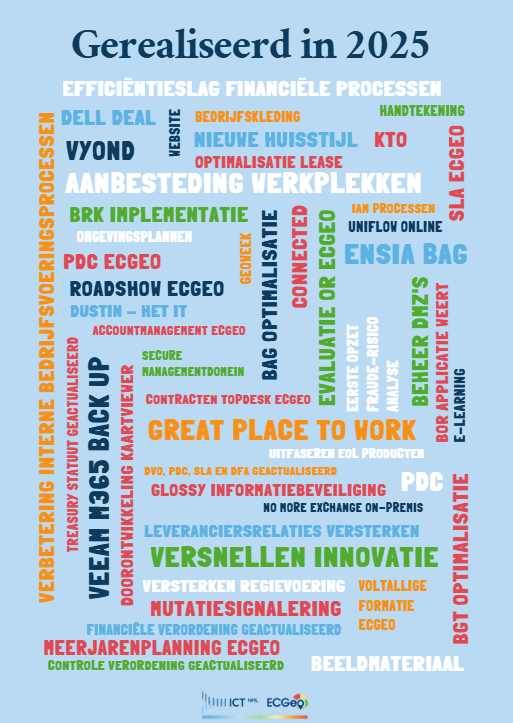 Gerealiseerd in 2025
EFFICIËNTIESLAG FINANCIËLE PROCESSEN
DELL DEAL
WEBSITE
BEDRIJFSKLEDING
HANDTEKENING
VYOND
NIEUWE HUISSTIJL
KTO
SLA ECGEO
OPTIMALISATIE LEASE
AANBESTEDING WERKPLEKKEN
VERBETERING INTERNE BEDRIJFSVOERINGSPROCESSEN
BRK IMPLEMENTATIE
IAM PROCESSEN
UNIFLOW ONLINE
OMGEVINGSPLANNEN
GEOWEEK
BAG OPTIMALISATIE
CONNECTED
EVALUATIE OR ECGEO
ENSIA BAG
PDC ECGEO
ROADSHOW ECGEO
DUSTIN - HET IT
ACCOUNTMANAGEMENT ECGEO
EERSTE OPZET
FRAUDE-RISICO
ANALYSE
BEHEER DMZ'S
BOR APPLICATIE WEERT
E-LEARNING
TREASURY STATUUT GEACTUALISEERD
VEEAM M365 BACK UP
DOORONTWIKKELING KAARTVIEWER
SECURE
MANAGEMENTDOMEIN
CONTRACTEN TOPDESK ECGEO
GREAT PLACE TO WORK
UITFASEREN EOL PRODUCTEN
DVO, PDC, SLA EN DFA GEACTUALISEERD
PDC
GLOSSY INFORMATIEBEVEILIGING
NO MORE EXCHANGE ON-PREMIS
BGT OPTIMALISATIE
LEVERANCIERSRELATIES VERSTERKEN
VERSNELLEN INNOVATIE
VERSTERKEN REGIEVOERING
VOLTALLIGE
FORMATIE
ECGEO
MUTATIESIGNALERING
FINANCIËLE VERORDENING GEACTUALISEERD
MEERJARENPLANNING ECGEO
CONTROLE VERORDENING GEACTUALISEERD
BEELDMATERIAAL
ICT NML
ECGeo